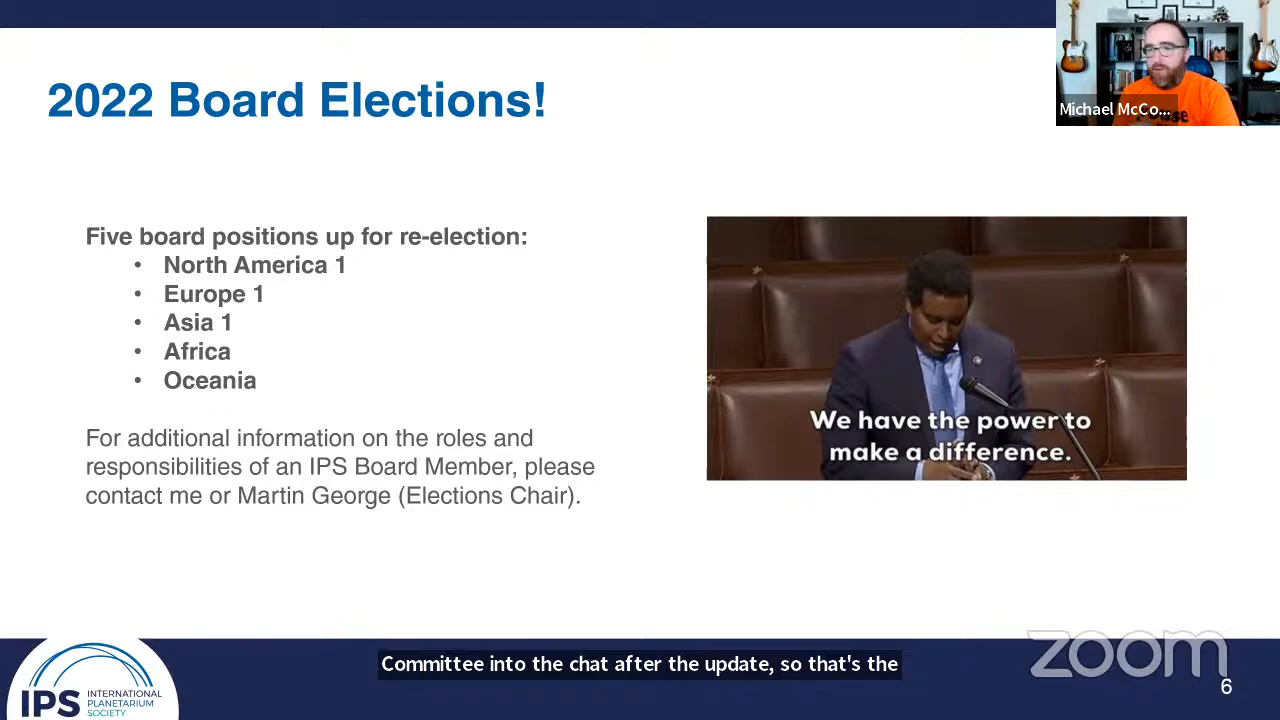 2022 Board Elections!
Michael McCo...
Five board positions up for re-election:
• North America 1
• Europe 1
• Asia 1
• Africa
• Oceania
For additional information on the roles and
responsibilities of an IPS Board Member, please
contact me or Martin George (Elections Chair).
We have the power to
make a difference.
Committee into the chat after the update, so that's the
zoom
6
IPS
INTERNATIONAL
PLANETARIUM
SOCIETY